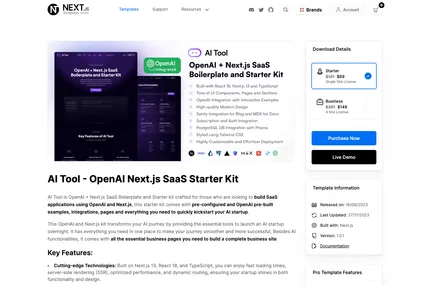 NEXTJS
Templates
Support
Resources
Brands
Account
0
OpenAI
Integrated
AI Tool
OpenAI + Next.js SaaS
Boilerplate and Starter Kit
Built-with React 18, Next.js 13 and TypeScript
Tons of UI Components, Pages and Sections
OpenAI Integration with Interactive Examples
High-quality Modern Design
Sanity Integration for Blog and MDX for Docs
Subscription and Auth Integration
PostgreSQL DB Integration with Prisma
Styled using Tailwind CSS
Highly Customizable and Effortless Deployment
AI Tool
OpenAI + Next.js SaaS
Boilerplate and Starter Kit
Key Features of AI Tool
AI Tool - OpenAI Next.js SaaS Starter Kit
AI Tool is OpenAI + Next.js SaaS Boilerplate and Starter Kit crafted for those who are looking to build SaaS
applications using OpenAI and Next.js, this starter kit comes with pre-configured and OpenAI pre-built
examples, integrations, pages and everything you need to quickly kickstart your AI startup.
This OpenAI and Next.js kit transforms your AI journey by providing the essential tools to launch an AI startup
overnight. It has everything you need in one place to make your journey smoother and more successful, Besides AI
functionalities, it comes with all the essential business pages you need to build a complete business site.
Key Features:
Cutting-edge Technologies: Built on Next.js 13, React 18, and TypeScript, you can enjoy fast loading times,
server-side rendering (SSR), optimized performance, and dynamic routing, ensuring your startup shines in both
functionality and design.
Download Details
Starter
$69
Single Site License
Business
$149
Purchase Now
Live Demo
Template Information
Released on: 16/09/2023
Last Updated: 27/11/2023
Built with: Next.js
Version: 1.0.1
Documentation
Pro Template Features